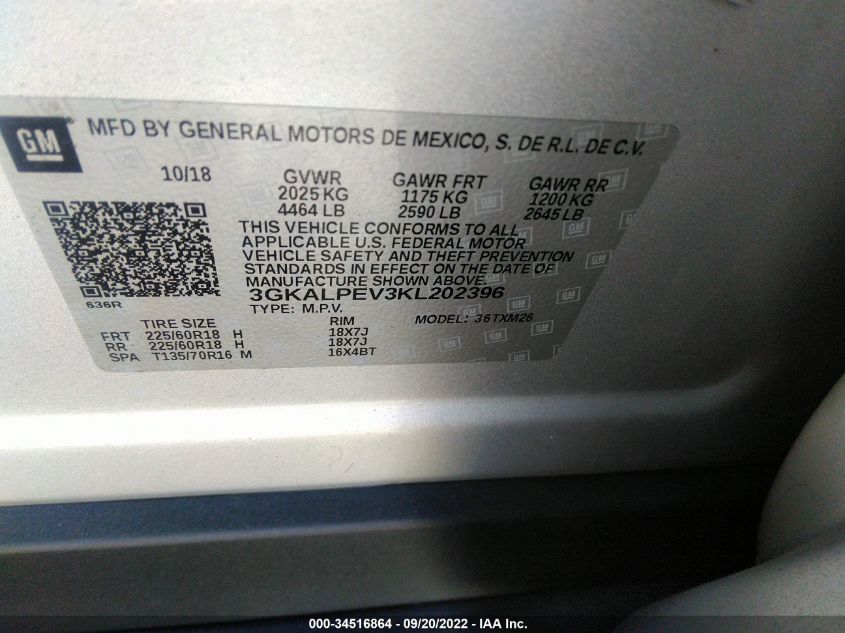 GM
MFD BY GENERAL MOTORS DE MEXICO, S. DE R.L. DE C.V.
10/18 GVWR GAWR FRT GAWR RR
2025 KG 1175 KG 1200 KG
4464 LB 2590 LB 2645 LB
THIS VEHICLE CONFORMS TO ALL
APPLICABLE U.S. FEDERAL MOTOR
VEHICLE SAFETY AND THEFT PREVENTION
STANDARDS IN EFFECT ON THE DATE OF
MANUFACTURE SHOWN ABOVE.
3GKALPEV3KL202396
636R TYPE: M.P.V. MODEL: 36TXM26
TIRE SIZE RIM
FRT 225/60R18 H 18X7J
RR 225/60R18 H 18X7J
SPA T135/70R16 M 16X4BT
000-34516864 / 09/20/2022 - IAA Inc.